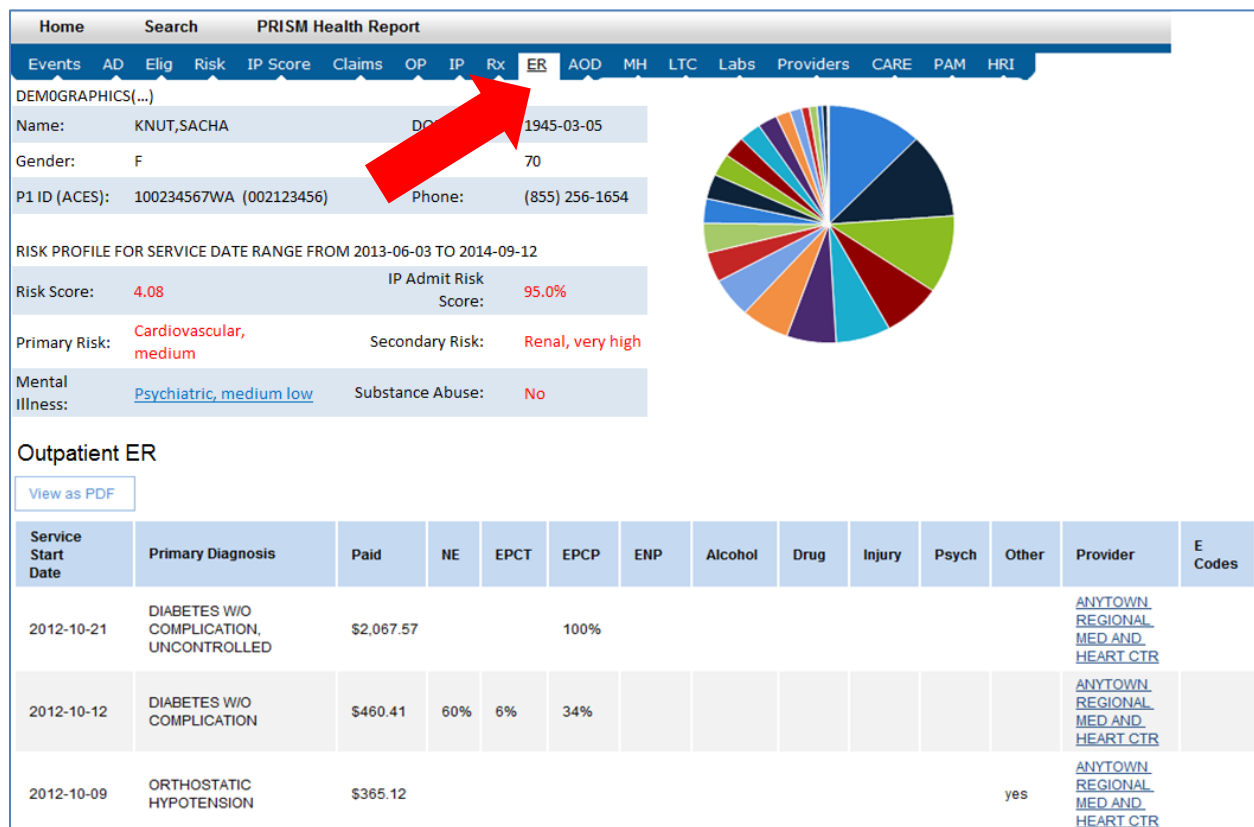 Home Search PRISM Health Report
Events AD Elig Risk IP Score Claims OP IP Rx ER AOD MH LTC Labs Providers CARE PAM HRI
DEM0GRAPHICS(...)
Name: KNUT,SACHA 1945-03-05
Gender: F 70
P1 ID (ACES): 100234567WA (002123456) Phone: (855) 256-1654
RISK PROFILE FOR SERVICE DATE RANGE FROM 2013-06-03 TO 2014-09-12
Risk Score: 4.08 IP Admit Risk
Score: 95.0%
Primary Risk: Cardiovascular,
medium Secondary Risk: Renal, very high
Mental
Illness: Psychiatric, medium low Substance Abuse: No
Outpatient ER
View as PDF
Service
Start
Date Primary Diagnosis Paid NE EPCT EPCP ENP Alcohol Drug Injury Psych Other Provider E
Codes
2012-10-21 DIABETES W/O
COMPLICATION,
UNCONTROLLED $2,067.57 100% ANYTOWN
REGIONAL
MED AND
HEART CTR
2012-10-12 DIABETES W/O
COMPLICATION $460.41 60% 6% 34% ANYTOWN
REGIONAL
MED AND
HEART CTR
2012-10-09 ORTHOSTATIC
HYPOTENSION $365.12 yes ANYTOWN
REGIONAL
MED AND
HEART CTR